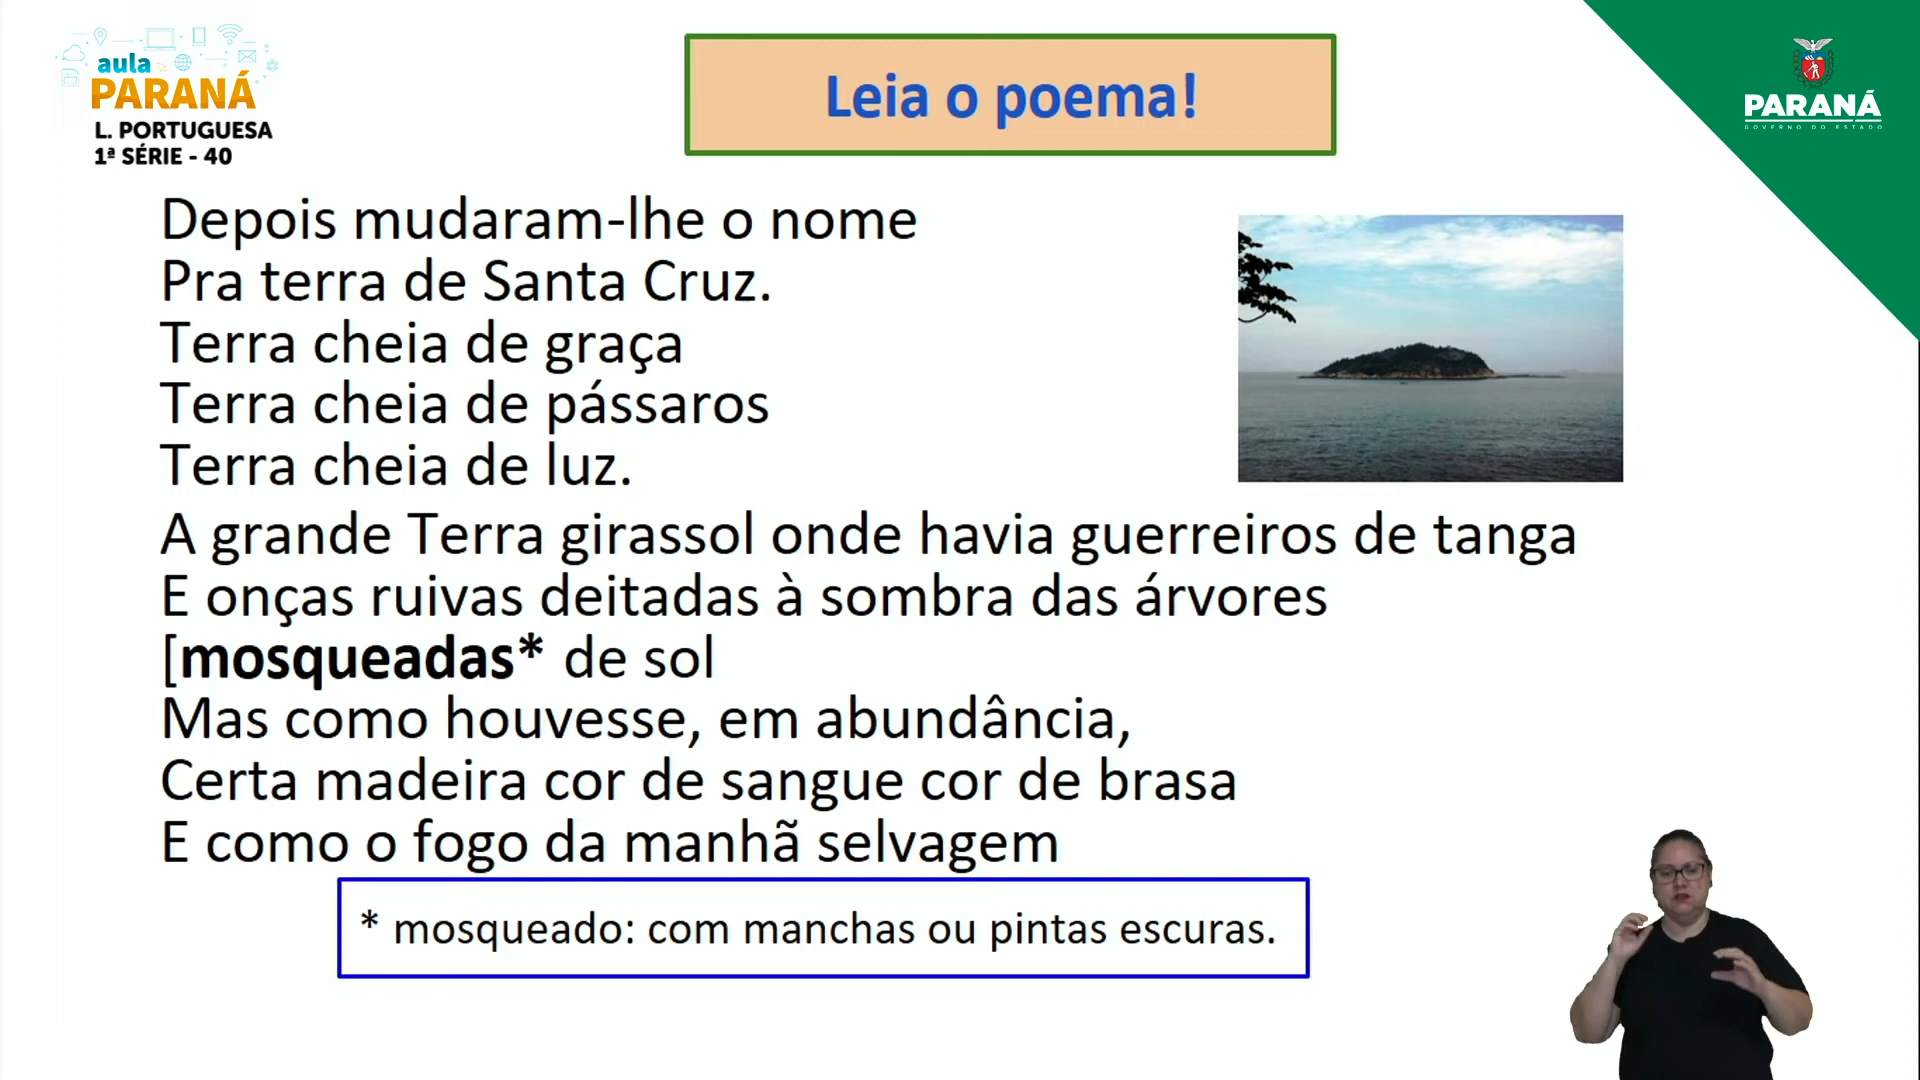 aula
PARANÁ
L. PORTUGUESA
1ª SÉRIE - 40
Leia o poema!
PARANÁ
GOVERNO DO ESTADO
Depois mudaram-lhe o nome
Pra terra de Santa Cruz.
Terra cheia de graça
Terra cheia de pássaros
Terra cheia de luz.
A grande Terra girassol onde havia guerreiros de tanga
E onças ruivas deitadas à sombra das árvores
[mosqueadas* de sol
Mas como houvesse, em abundância,
Certa madeira cor de sangue cor de brasa
E como o fogo da manhã selvagem
* mosqueado: com manchas ou pintas escuras.